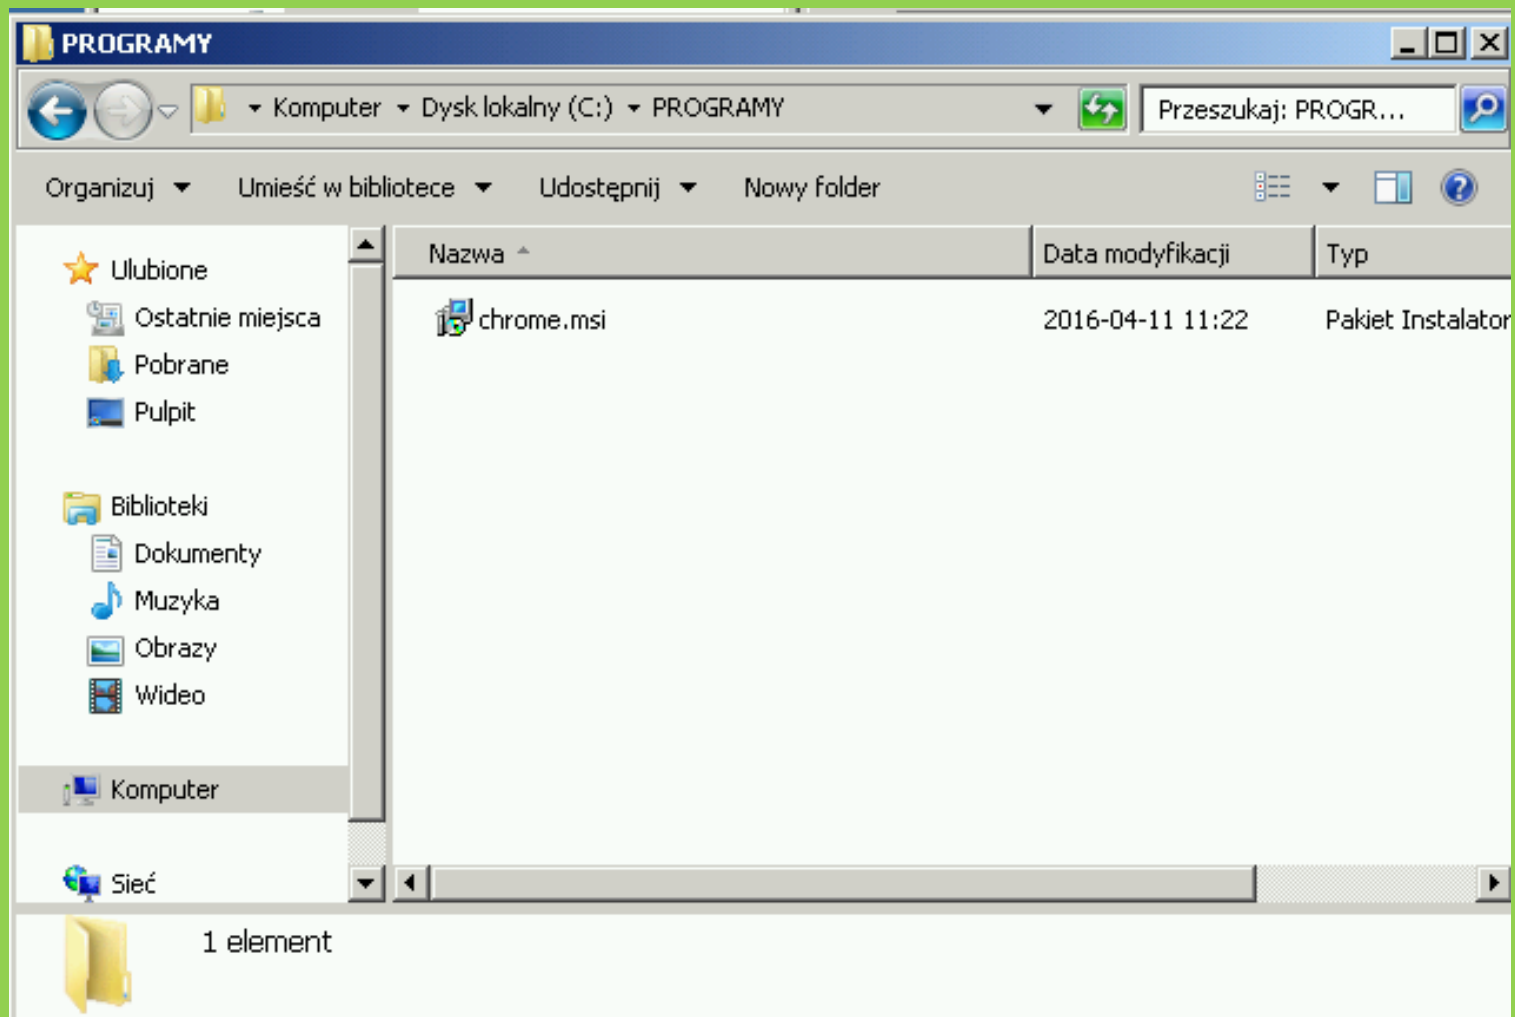 PROGRAMY
Komputer Dysk lokalny (C:) PROGRAMY Przeszukaj: PROGR...
Organizuj Umieść w bibliotece Udostępnij Nowy folder
Nazwa Data modyfikacji Typ
chrome.msi 2016-04-11 11:22 Pakiet Instalator
Ulubione
Ostatnie miejsca
Pobrane
Pulpit
Biblioteki
Dokumenty
Muzyka
Obrazy
Wideo
Komputer
Sieć
1 element